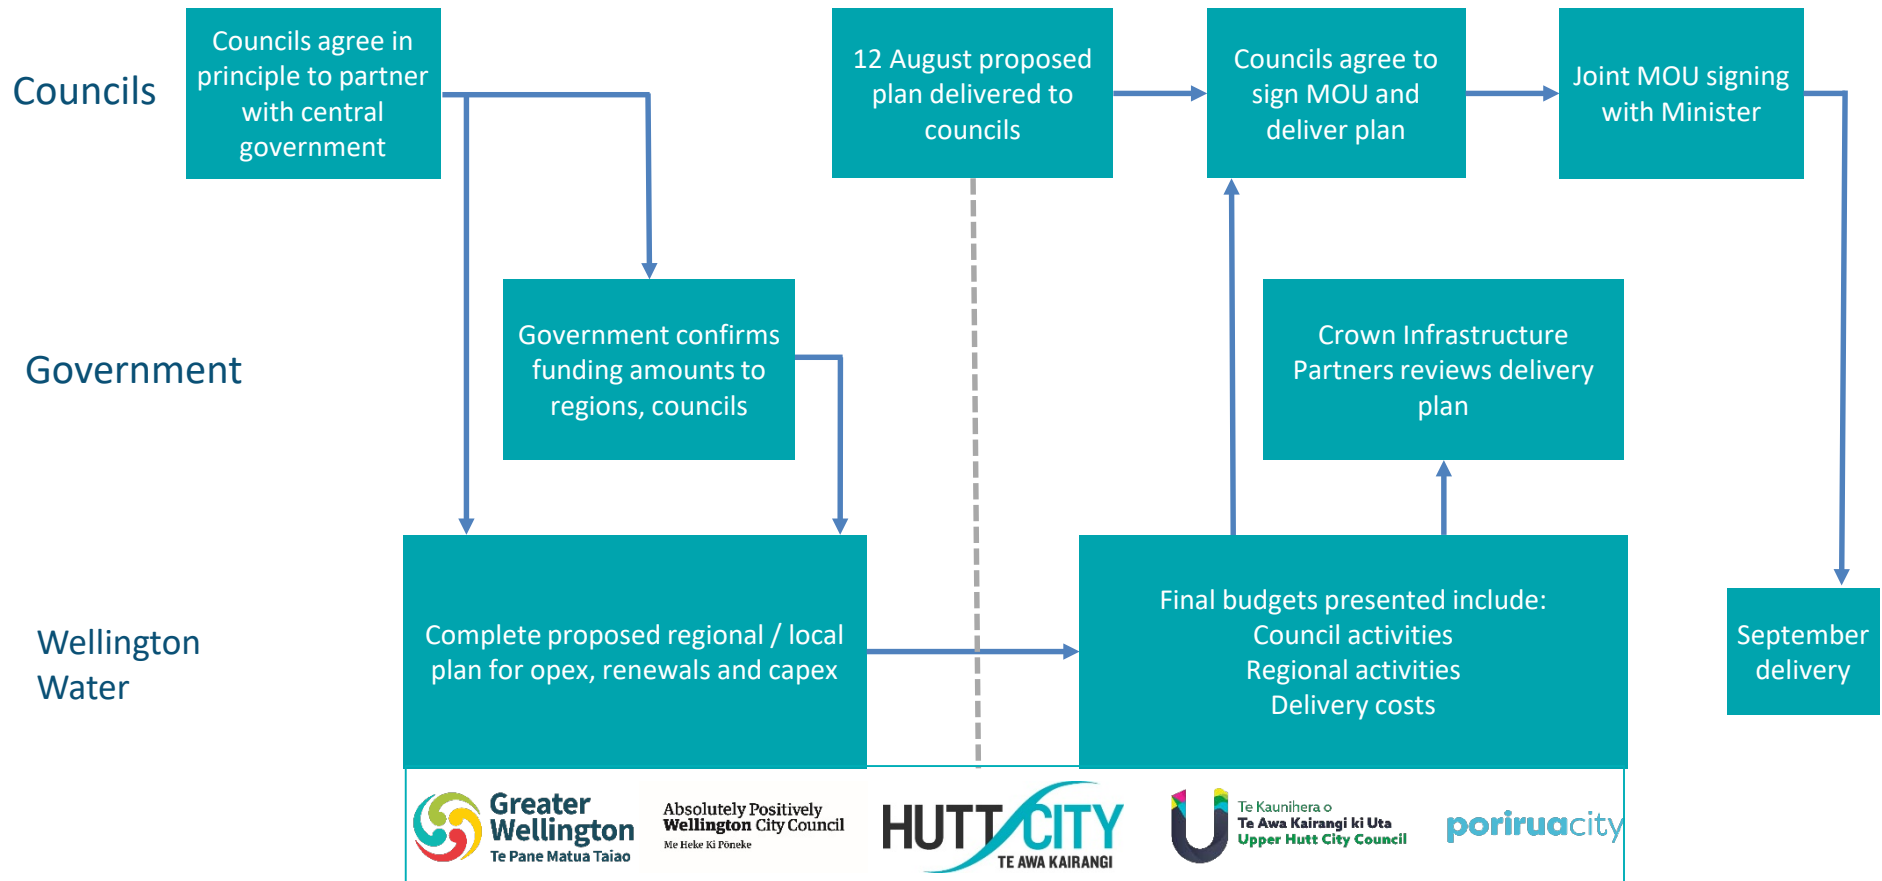 Councils
Councils agree in
principle to partner
with central
government
12 August proposed
plan delivered to
councils
Councils agree to
sign MOU and
deliver plan
Joint MOU signing
with Minister
Government
Government confirms
funding amounts to
regions, councils
Crown Infrastructure
Partners reviews delivery
plan
Wellington
Water
Complete proposed regional / local
plan for opex, renewals and capex
Final budgets presented include:
Council activities
Regional activities
Delivery costs
September
delivery
Greater
Wellington
Te Pane Matua Taiao
Absolutely Positively
Wellington City Council
Me Heke Ki Pōneke
HUTT CITY
TE AWA KAIRANGI
Te Kaunihera o
Te Awa Kairangi ki Uta
Upper Hutt City Council
poriruacity